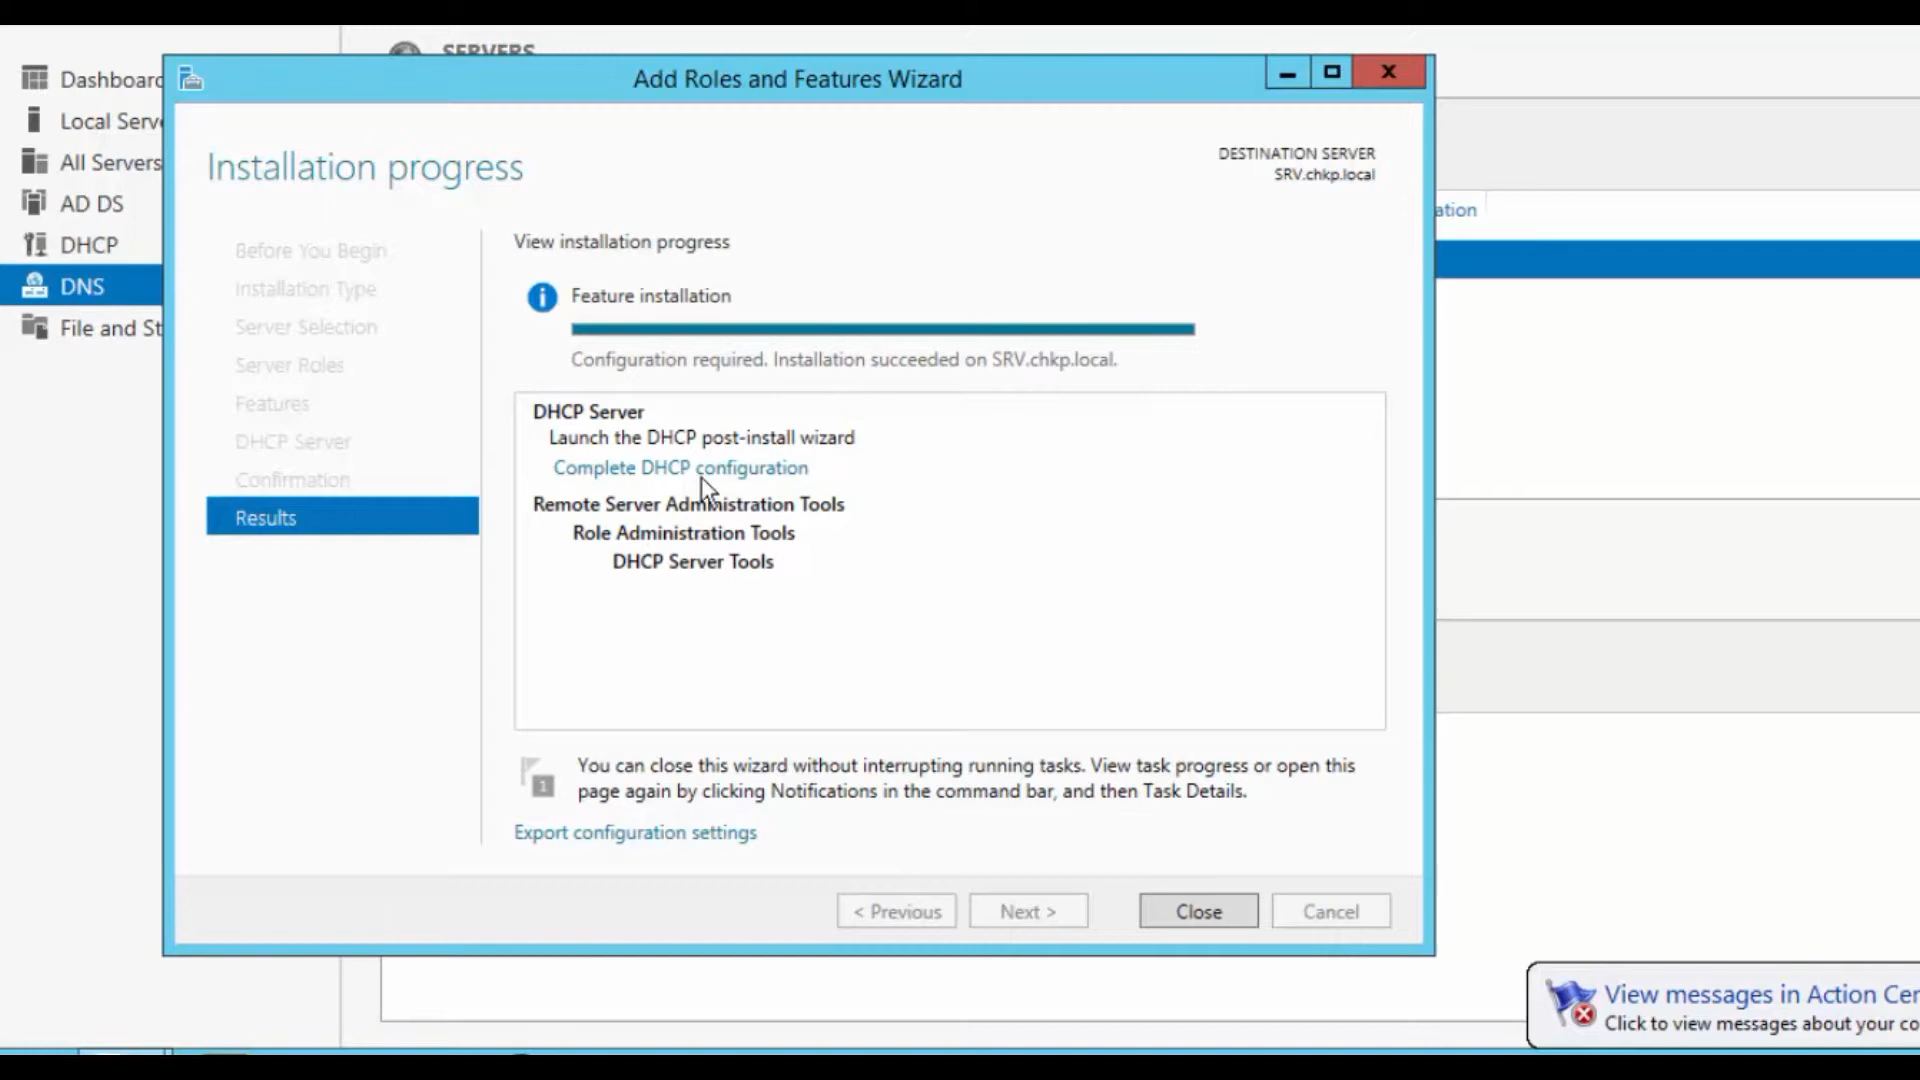 SERVERS
Add Roles and Features Wizard
Dashboard
Local Serve
All Servers
AD DS
DHCP
DNS
File and St
Installation progress
DESTINATION SERVER
SRV.chkp.local
ation
Before You Begin
Installation Type
Server Selection
Server Roles
Features
DHCP Server
Confirmation
Results
View installation progress
Feature installation
Configuration required. Installation succeeded on SRV.chkp.local.
DHCP Server
Launch the DHCP post-install wizard
Complete DHCP configuration
Remote Server Administration Tools
Role Administration Tools
DHCP Server Tools
1
You can close this wizard without interrupting running tasks. View task progress or open this
page again by clicking Notifications in the command bar, and then Task Details.
Export configuration settings
< Previous
Next >
Close
Cancel
View messages in Action Cen
Click to view messages about your co